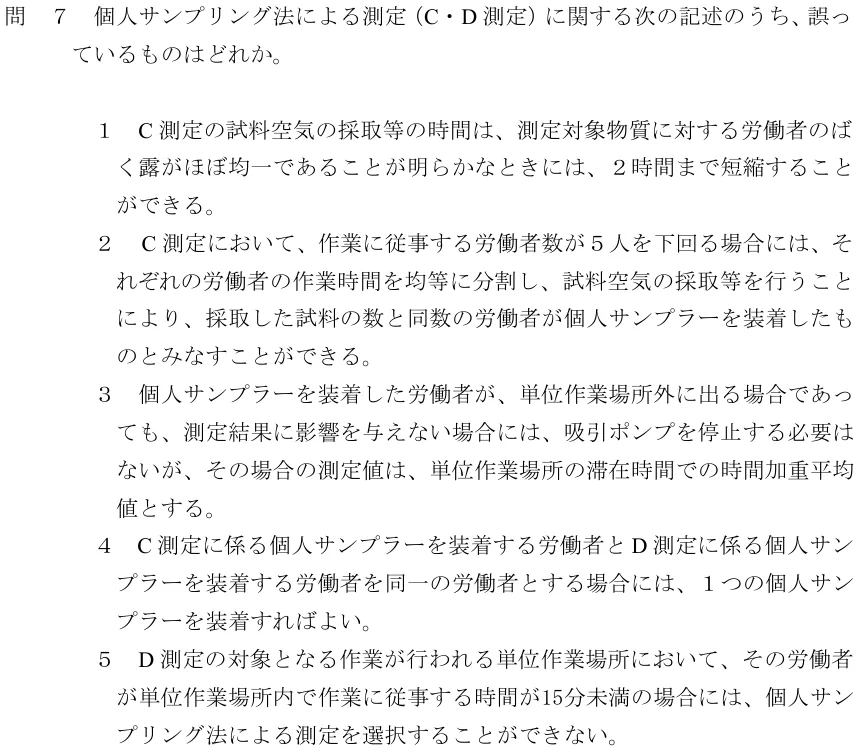 問　７　個人サンプリング法による測定（C・D 測定）に関する次の記述のうち、誤っ
ているものはどれか。
１　C 測定の試料空気の採取等の時間は、測定対象物質に対する労働者のば
く露がほぼ均一であることが明らかなときには、２時間まで短縮すること
ができる。
２　C 測定において、作業に従事する労働者数が５人を下回る場合には、そ
れぞれの労働者の作業時間を均等に分割し、試料空気の採取等を行うこと
により、採取した試料の数と同数の労働者が個人サンプラーを装着したも
のとみなすことができる。
３　個人サンプラーを装着した労働者が、単位作業場所外に出る場合であっ
ても、測定結果に影響を与えない場合には、吸引ポンプを停止する必要は
ないが、その場合の測定値は、単位作業場所の滞在時間での時間加重平均
値とする。
４　C 測定に係る個人サンプラーを装着する労働者と D 測定に係る個人サン
プラーを装着する労働者を同一の労働者とする場合には、１つの個人サン
プラーを装着すればよい。
５　D 測定の対象となる作業が行われる単位作業場所において、その労働者
が単位作業場所内で作業に従事する時間が15分未満の場合には、個人サン
プリング法による測定を選択することができない。